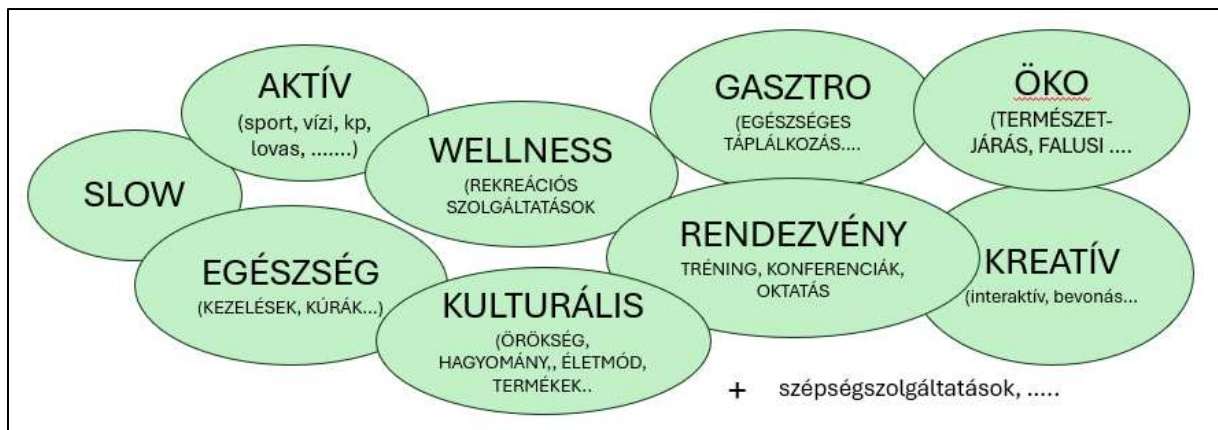 SLOW
AKTÍV
(sport, vízi, kp,
lovas, .......)
WELLNESS
(REKREÁCIÓS
SZOLGÁLTATÁSOK
GASZTRO
(EGÉSZSÉGES
TÁPLÁLKOZÁS....
ÖKO
(TERMÉSZET-
JÁRÁS, FALUSI ....
EGÉSZSÉG
(KEZELÉSEK, KÚRÁK...)
KULTURÁLIS
(ÖRÖKSÉG,
HAGYOMÁNY,, ÉLETMÓD,
TERMÉKEK..
RENDEZVÉNY
TRÉNING, KONFERENCIÁK,
OKTATÁS
KREATÍV
(interaktív, bevonás...
+ szépségszolgáltatások, .....